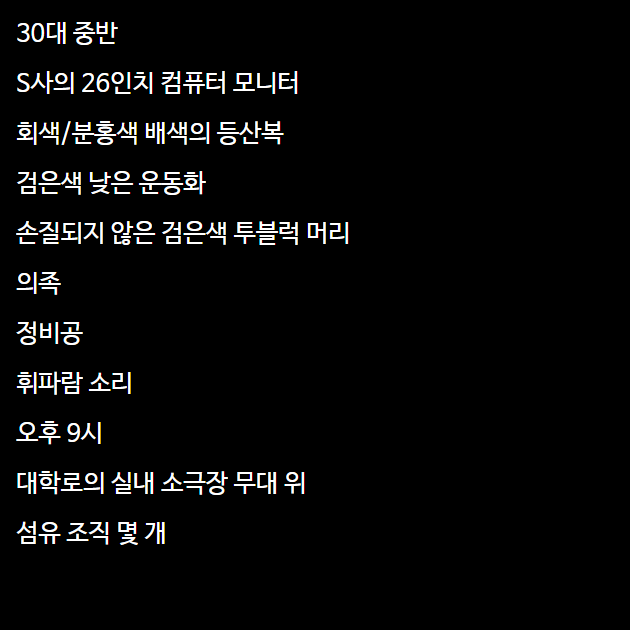 30대 중반
S사의 26인치 컴퓨터 모니터
회색/분홍색 배색의 등산복
검은색 낮은 운동화
손질되지 않은 검은색 투블럭 머리
의족
정비공
휘파람 소리
오후 9시
대학로의 실내 소극장 무대 위
섬유 조직 몇 개